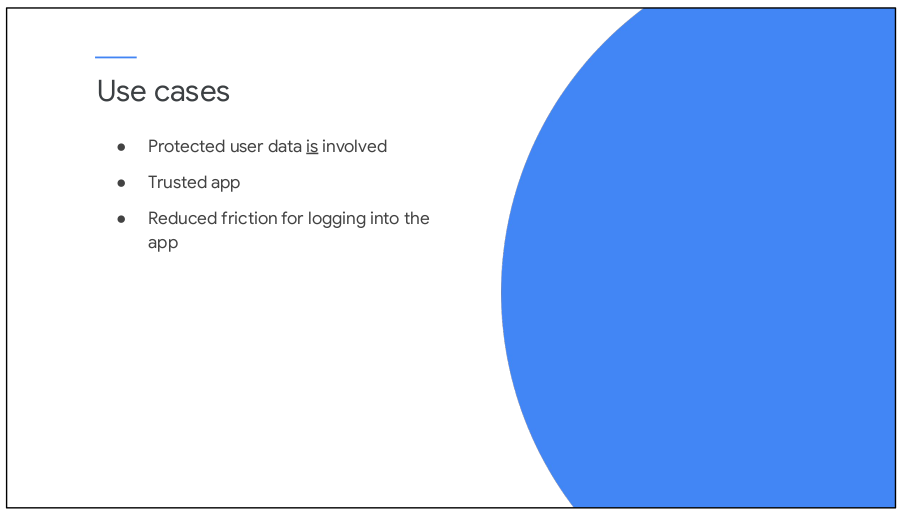 Use cases
● Protected user data is involved
● Trusted app
● Reduced friction for logging into the
app